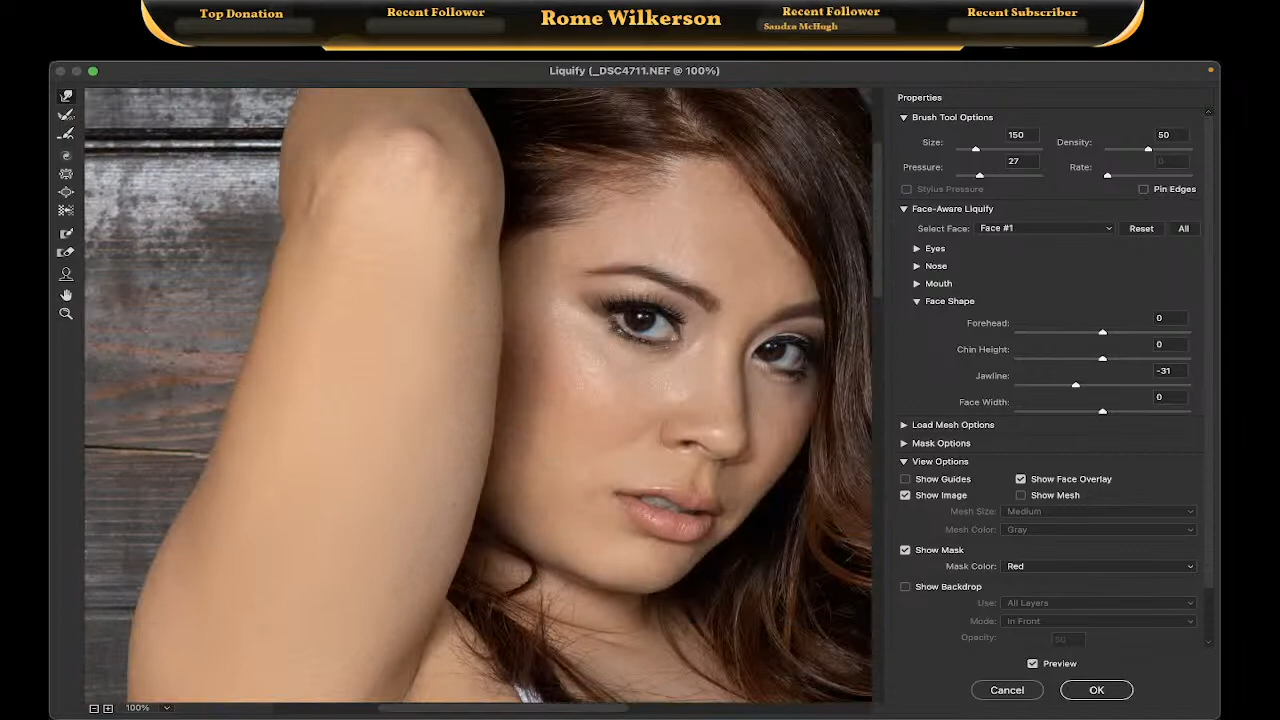 Top Donation
Recent Follower
Rome Wilkerson
Recent Follower
Sandra McHugh
Recent Subscriber
Liquify (_DSC4711.NEF @ 100%)
Properties
Brush Tool Options
Size: 150 Density: 50
Pressure: 27 Rate: 0
Stylus Pressure Pin Edges
Face-Aware Liquify
Select Face: Face #1 Reset All
Eyes
Nose
Mouth
Face Shape
Forehead: 0
Chin Height: 0
Jawline: -31
Face Width: 0
Load Mesh Options
Mask Options
View Options
Show Guides Show Face Overlay
Show Image Show Mesh
Mesh Size: Medium
Mesh Color: Gray
Show Mask
Mask Color: Red
Show Backdrop
Use: All Layers
Mode: In Front
Opacity: 50
Preview
Cancel OK
100%